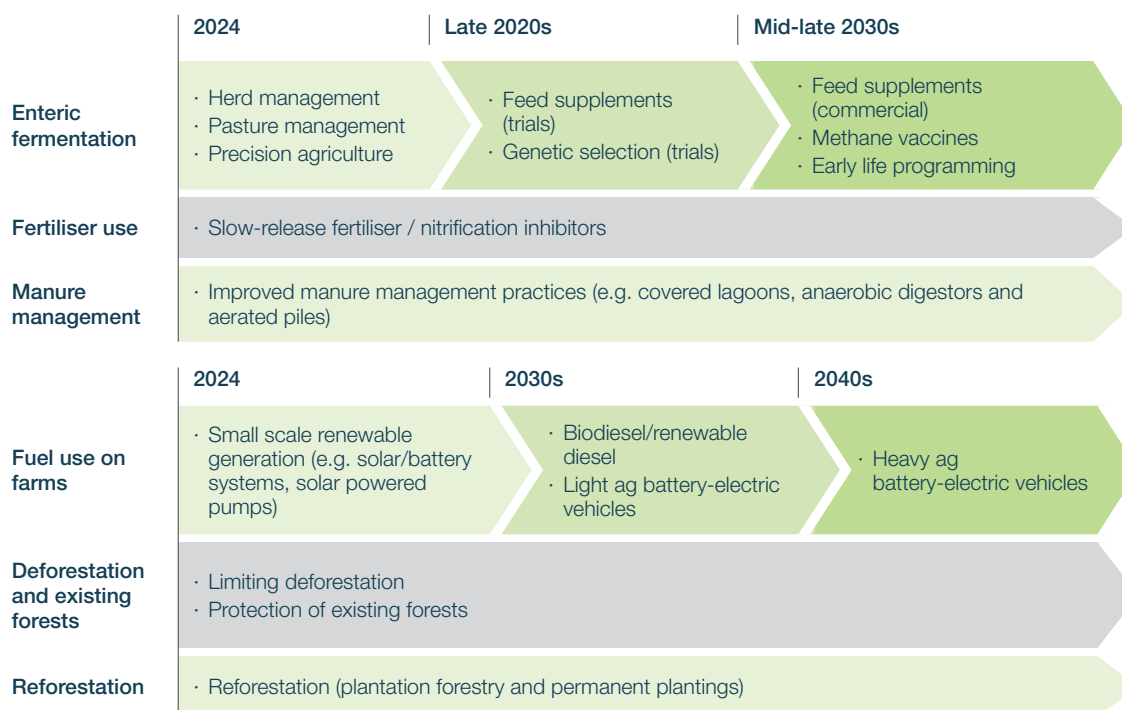 2024
Late 2020s
Mid-late 2030s
Enteric
fermentation
· Herd management
· Pasture management
· Precision agriculture
· Feed supplements
(trials)
· Genetic selection (trials)
· Feed supplements
(commercial)
· Methane vaccines
· Early life programming
Fertiliser use
· Slow-release fertiliser / nitrification inhibitors
Manure
management
· Improved manure management practices (e.g. covered lagoons, anaerobic digestors and
aerated piles)
2024
2030s
2040s
Fuel use on
farms
· Small scale renewable
generation (e.g. solar/battery
systems, solar powered
pumps)
· Biodiesel/renewable
diesel
· Light ag battery-electric
vehicles
· Heavy ag
battery-electric vehicles
Deforestation
and existing
forests
· Limiting deforestation
· Protection of existing forests
Reforestation
· Reforestation (plantation forestry and permanent plantings)